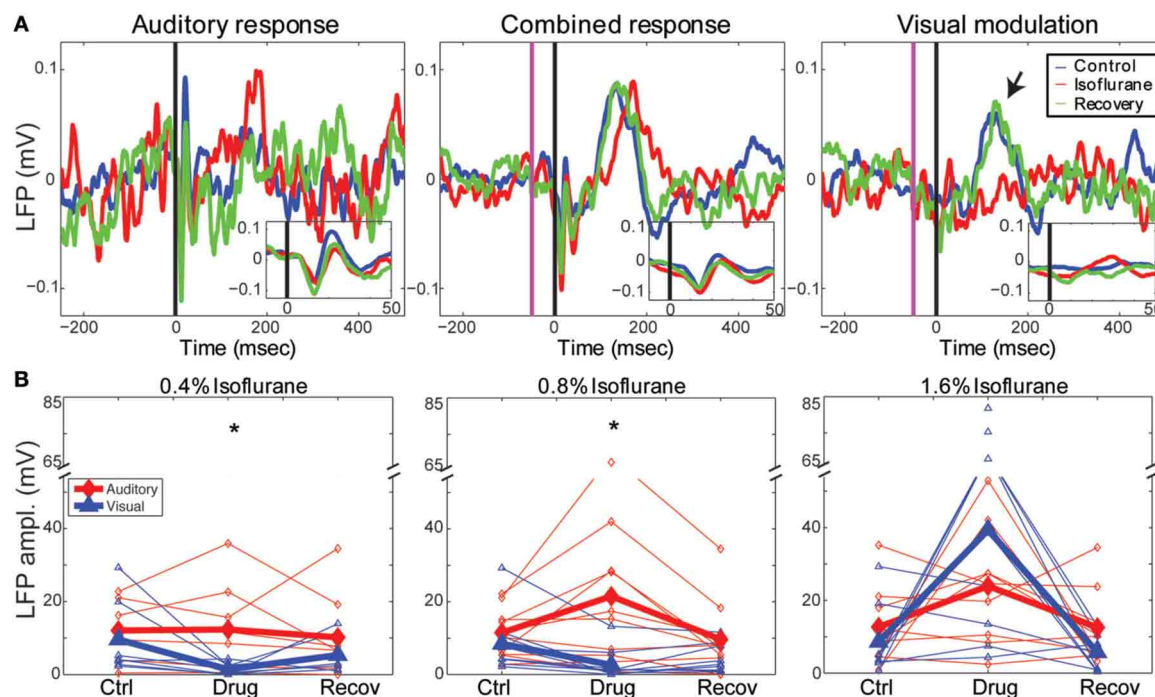 A
Auditory response
Combined response
Visual modulation
Control
Isoflurane
Recovery
LFP (mV)
0.1
0
−0.1
0.1
0
−0.1
0
50
−200
0
200
400
Time (msec)
0.1
0
−0.1
0.1
0
−0.1
0
50
−200
0
200
400
Time (msec)
0.1
0
−0.1
0.1
0
−0.1
0
50
−200
0
200
400
Time (msec)
B
0.4% Isoflurane
0.8% Isoflurane
1.6% Isoflurane
LFP ampl. (mV)
85
65
40
20
0
*
Auditory
Visual
Ctrl
Drug
Recov
85
65
40
20
0
*
Ctrl
Drug
Recov
85
65
40
20
0
Ctrl
Drug
Recov